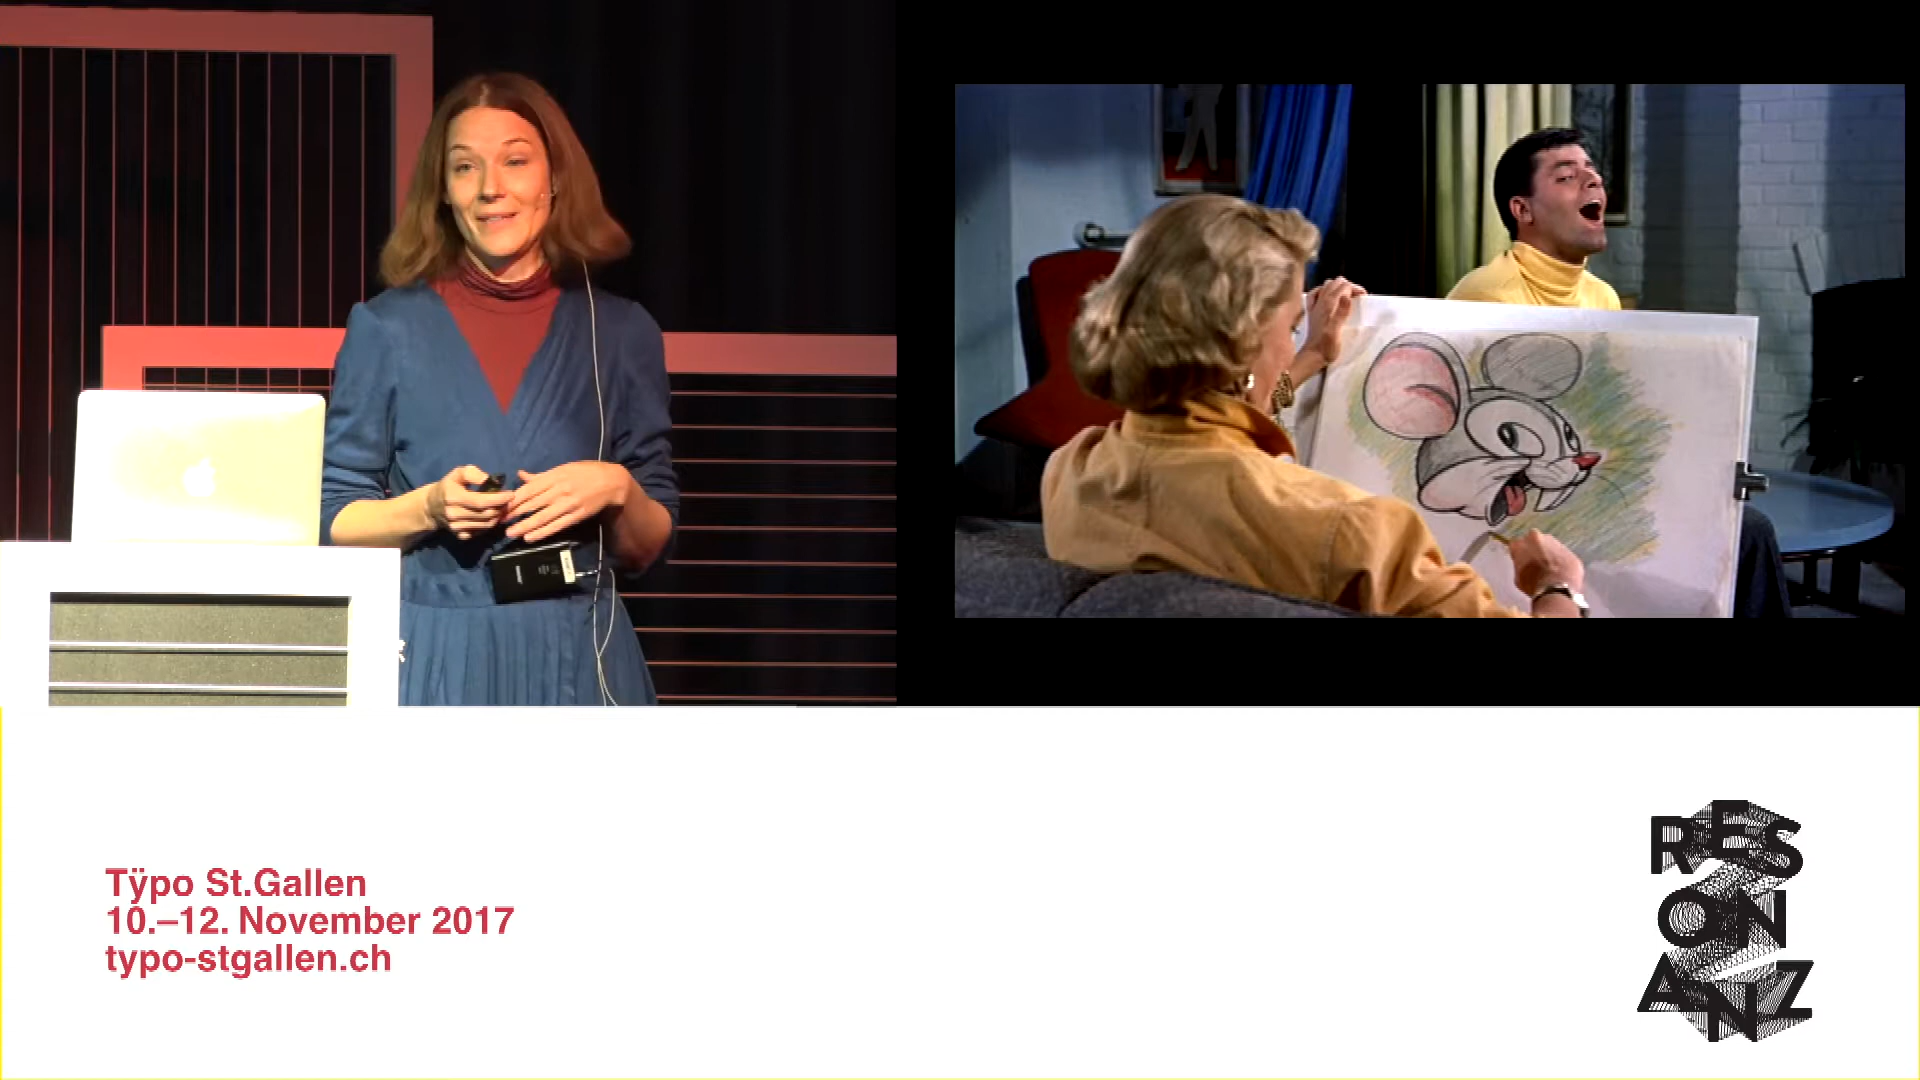 Tÿpo St.Gallen
10.–12. November 2017
typo-stgallen.ch
RES
ON
ANZ